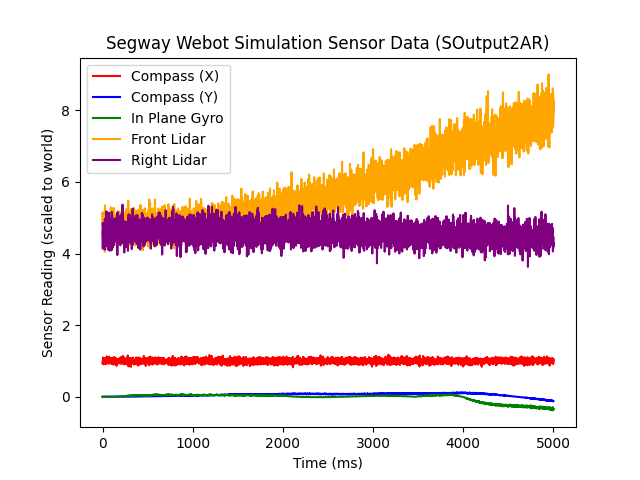 Segway Webot Simulation Sensor Data (SOutput2AR)
Compass (X)
Compass (Y)
In Plane Gyro
Front Lidar
Right Lidar
8
6
4
2
0
Sensor Reading (scaled to world)
0 1000 2000 3000 4000 5000
Time (ms)